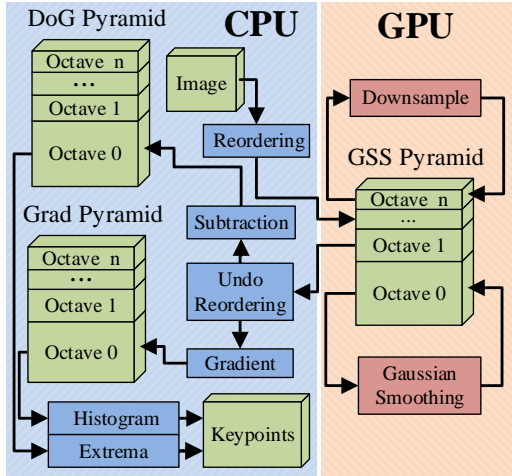 DoG Pyramid
CPU
GPU
Octave n
...
Octave 1
Octave 0
Image
Reordering
Downsample
GSS Pyramid
Octave n
...
Octave 1
Octave 0
Grad Pyramid
Octave n
...
Octave 1
Octave 0
Subtraction
Undo
Reordering
Gradient
Gaussian
Smoothing
Histogram
Extrema
Keypoints